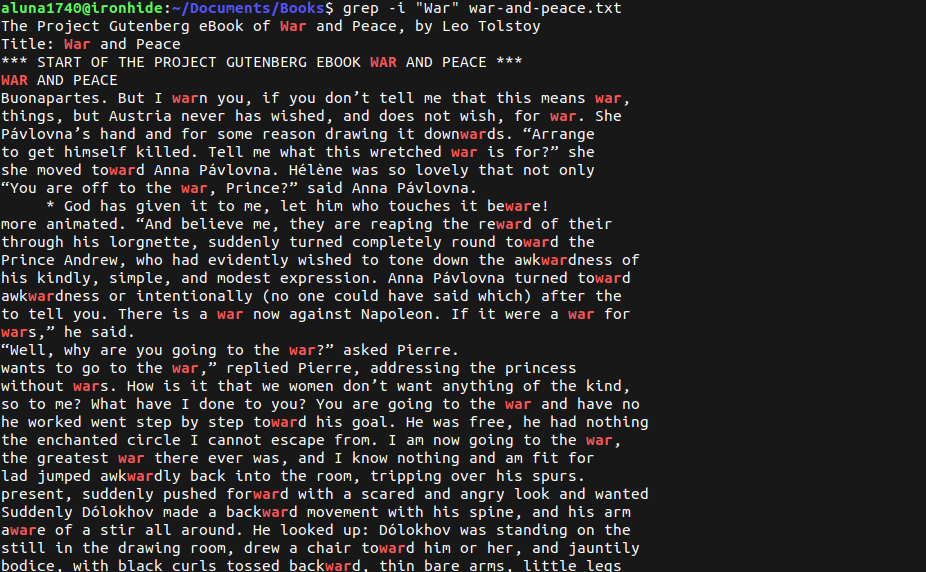 aluna1740@ironhide:~/Documents/Books$ grep -i "War" war-and-peace.txt
The Project Gutenberg eBook of War and Peace, by Leo Tolstoy
Title: War and Peace
*** START OF THE PROJECT GUTENBERG EBOOK WAR AND PEACE ***
WAR AND PEACE
Buonapartes. But I warn you, if you don’t tell me that this means war,
things, but Austria never has wished, and does not wish, for war. She
Pávlovna’s hand and for some reason drawing it downwards. “Arrange
to get himself killed. Tell me what this wretched war is for?” she
she moved toward Anna Pávlovna. Hélène was so lovely that not only
“You are off to the war, Prince?” said Anna Pávlovna.
* God has given it to me, let him who touches it beware!
more animated. “And believe me, they are reaping the reward of their
through his lorgnette, suddenly turned completely round toward the
Prince Andrew, who had evidently wished to tone down the awkwardness of
his kindly, simple, and modest expression. Anna Pávlovna turned toward
awkwardness or intentionally (no one could have said which) after the
to tell you. There is a war now against Napoleon. If it were a war for
wars,” he said.
“Well, why are you going to the war?” asked Pierre.
wants to go to the war,” replied Pierre, addressing the princess
without wars. How is it that we women don’t want anything of the kind,
so to me? What have I done to you? You are going to the war and have no
he worked went step by step toward his goal. He was free, he had nothing
the enchanted circle I cannot escape from. I am now going to the war,
the greatest war there ever was, and I know nothing and am fit for
lad jumped awkwardly back into the room, tripping over his spurs.
present, suddenly pushed forward with a scared and angry look and wanted
Suddenly Dólokhov made a backward movement with his spine, and his arm
aware of a stir all around. He looked up: Dólokhov was standing on the
still in the drawing room, drew a chair toward him or her, and jauntily
bodice, with black curls tossed backward, thin bare arms, little legs